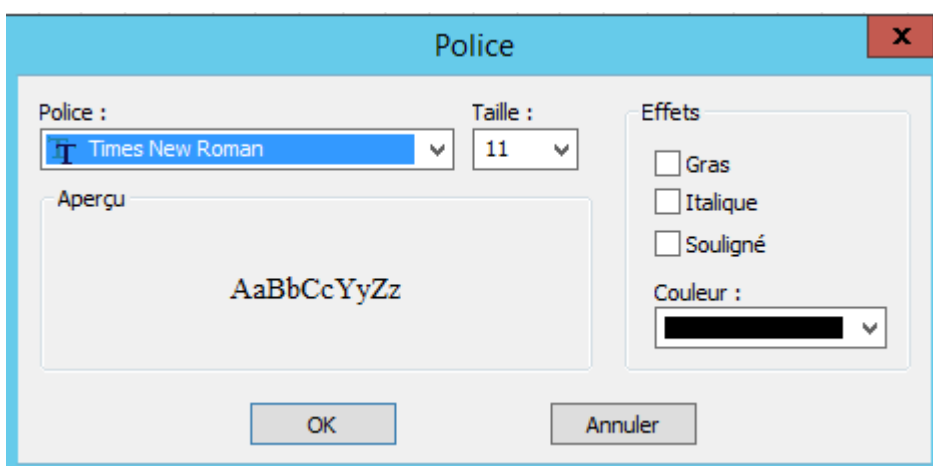 Police
x
Police :
Taille :
Times New Roman
11
Aperçu
AaBbCcYyZz
Effets
Gras
Italique
Souligné
Couleur :
OK
Annuler